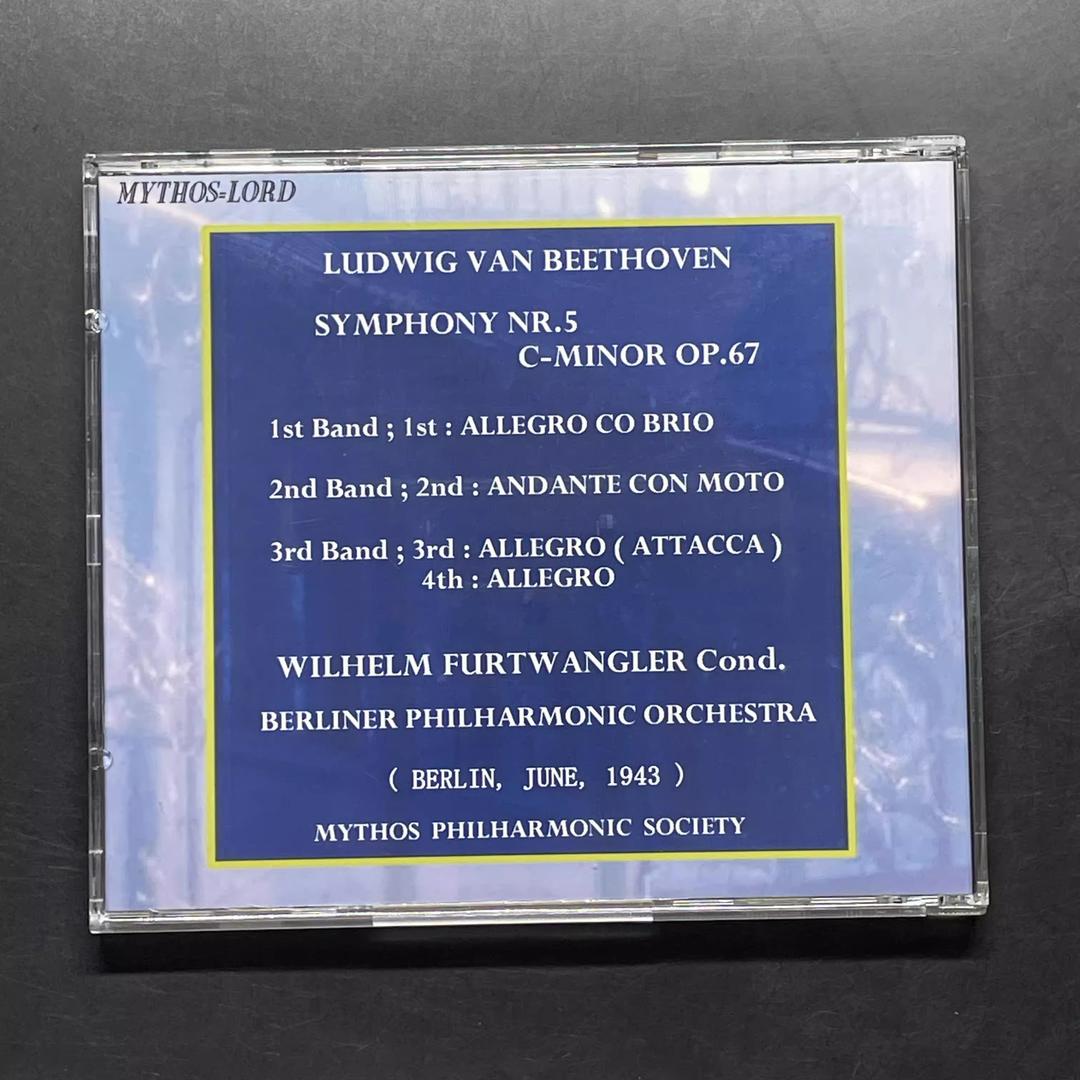 MYTHOS=LORD
LUDWIG VAN BEETHOVEN
SYMPHONY NR.5
C-MINOR OP.67
1st Band ; 1st : ALLEGRO CO BRIO
2nd Band ; 2nd : ANDANTE CON MOTO
3rd Band ; 3rd : ALLEGRO ( ATTACCA )
4th : ALLEGRO
WILHELM FURTWANGLER Cond.
BERLINER PHILHARMONIC ORCHESTRA
( BERLIN, JUNE, 1943 )
MYTHOS PHILHARMONIC SOCIETY